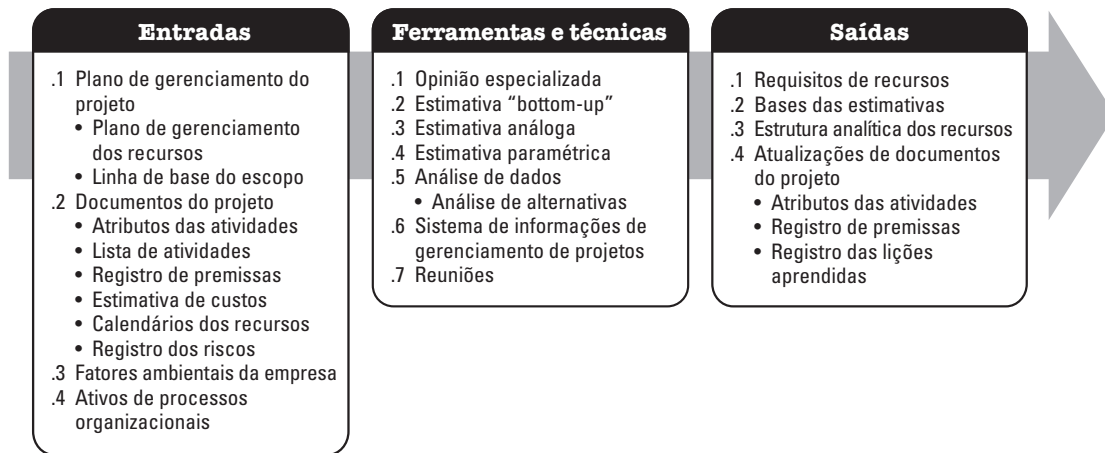 Entradas
.1 Plano de gerenciamento do
projeto
• Plano de gerenciamento
dos recursos
• Linha de base do escopo
.2 Documentos do projeto
• Atributos das atividades
• Lista de atividades
• Registro de premissas
• Estimativa de custos
• Calendários dos recursos
• Registro dos riscos
.3 Fatores ambientais da empresa
.4 Ativos de processos
organizacionais
Ferramentas e técnicas
.1 Opinião especializada
.2 Estimativa “bottom-up”
.3 Estimativa análoga
.4 Estimativa paramétrica
.5 Análise de dados
• Análise de alternativas
.6 Sistema de informações de
gerenciamento de projetos
.7 Reuniões
Saídas
.1 Requisitos de recursos
.2 Bases das estimativas
.3 Estrutura analítica dos recursos
.4 Atualizações de documentos
do projeto
• Atributos das atividades
• Registro de premissas
• Registro das lições
aprendidas